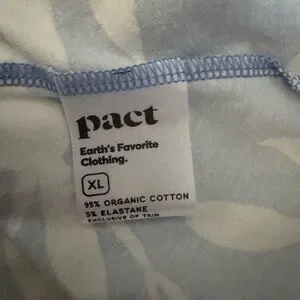 pact
Earth's Favorite
Clothing.
XL
95% ORGANIC COTTON
5% ELASTANE
EXCLUSIVE OF TRIM